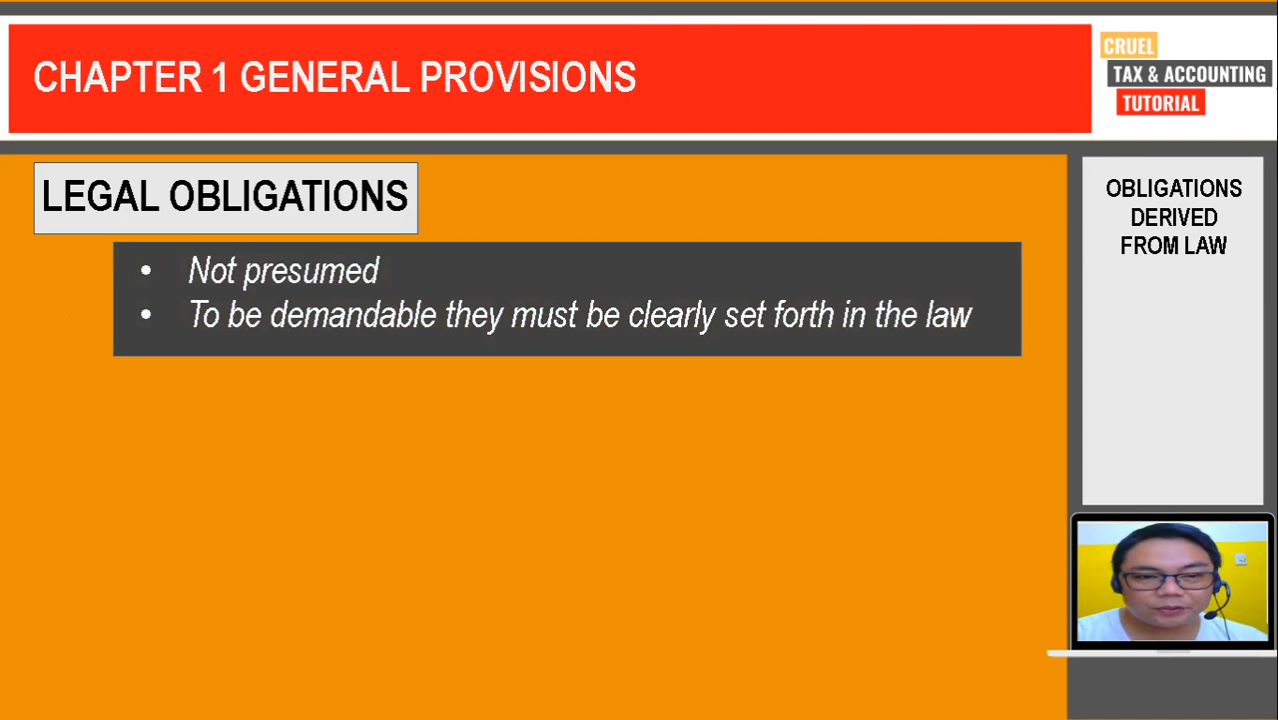 CHAPTER 1 GENERAL PROVISIONS
CRUEL
TAX & ACCOUNTING
TUTORIAL
LEGAL OBLIGATIONS
• Not presumed
• To be demandable they must be clearly set forth in the law
OBLIGATIONS
DERIVED
FROM LAW